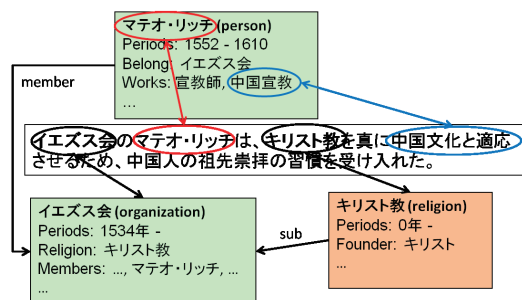 マテオ・リッチ (person)
Periods: 1552 - 1610
Belong: イエズス会
Works: 宣教師, 中国宣教
...
member
イエズス会のマテオ・リッチは、キリスト教を真に中国文化と適応
させるため、中国人の祖先崇拝の習慣を受け入れた。
イエズス会 (organization)
Periods: 1534年 -
Religion: キリスト教
Members: ..., マテオ・リッチ, ...
...
sub
キリスト教 (religion)
Periods: 0年 -
Founder: キリスト
...